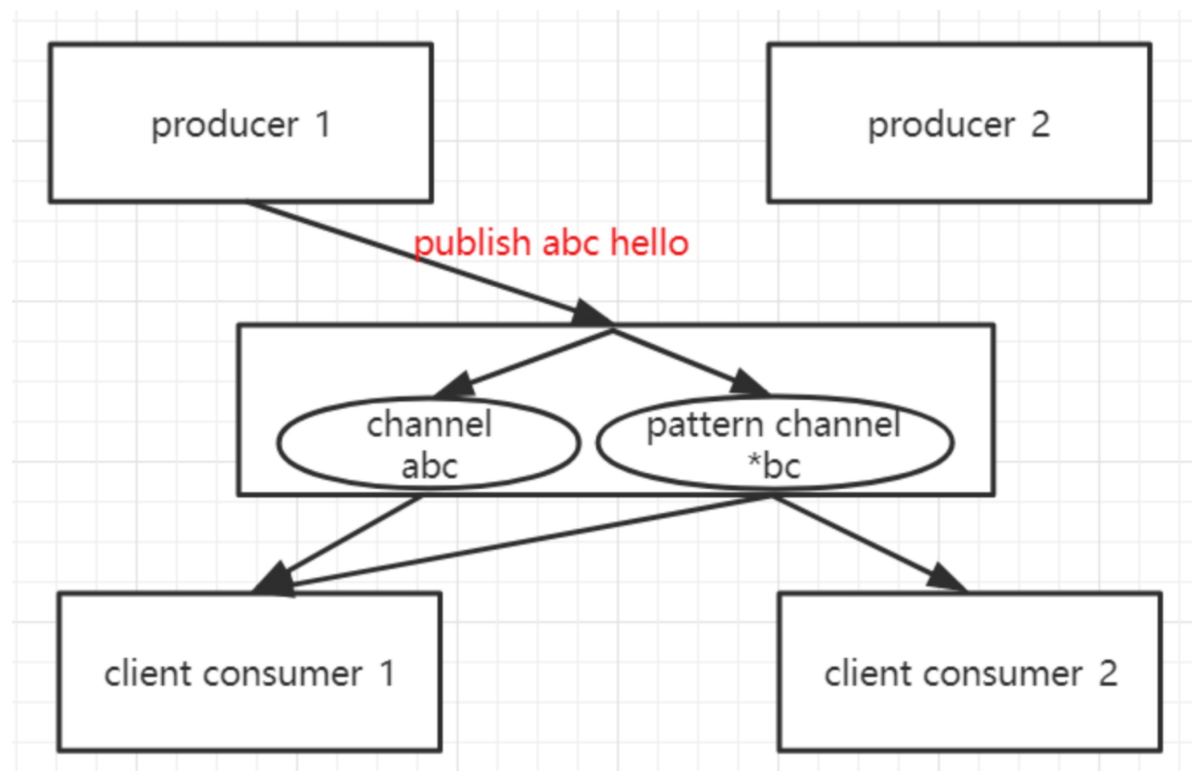 producer 1
producer 2
publish abc hello
channel
abc
pattern channel
*bc
client consumer 1
client consumer 2